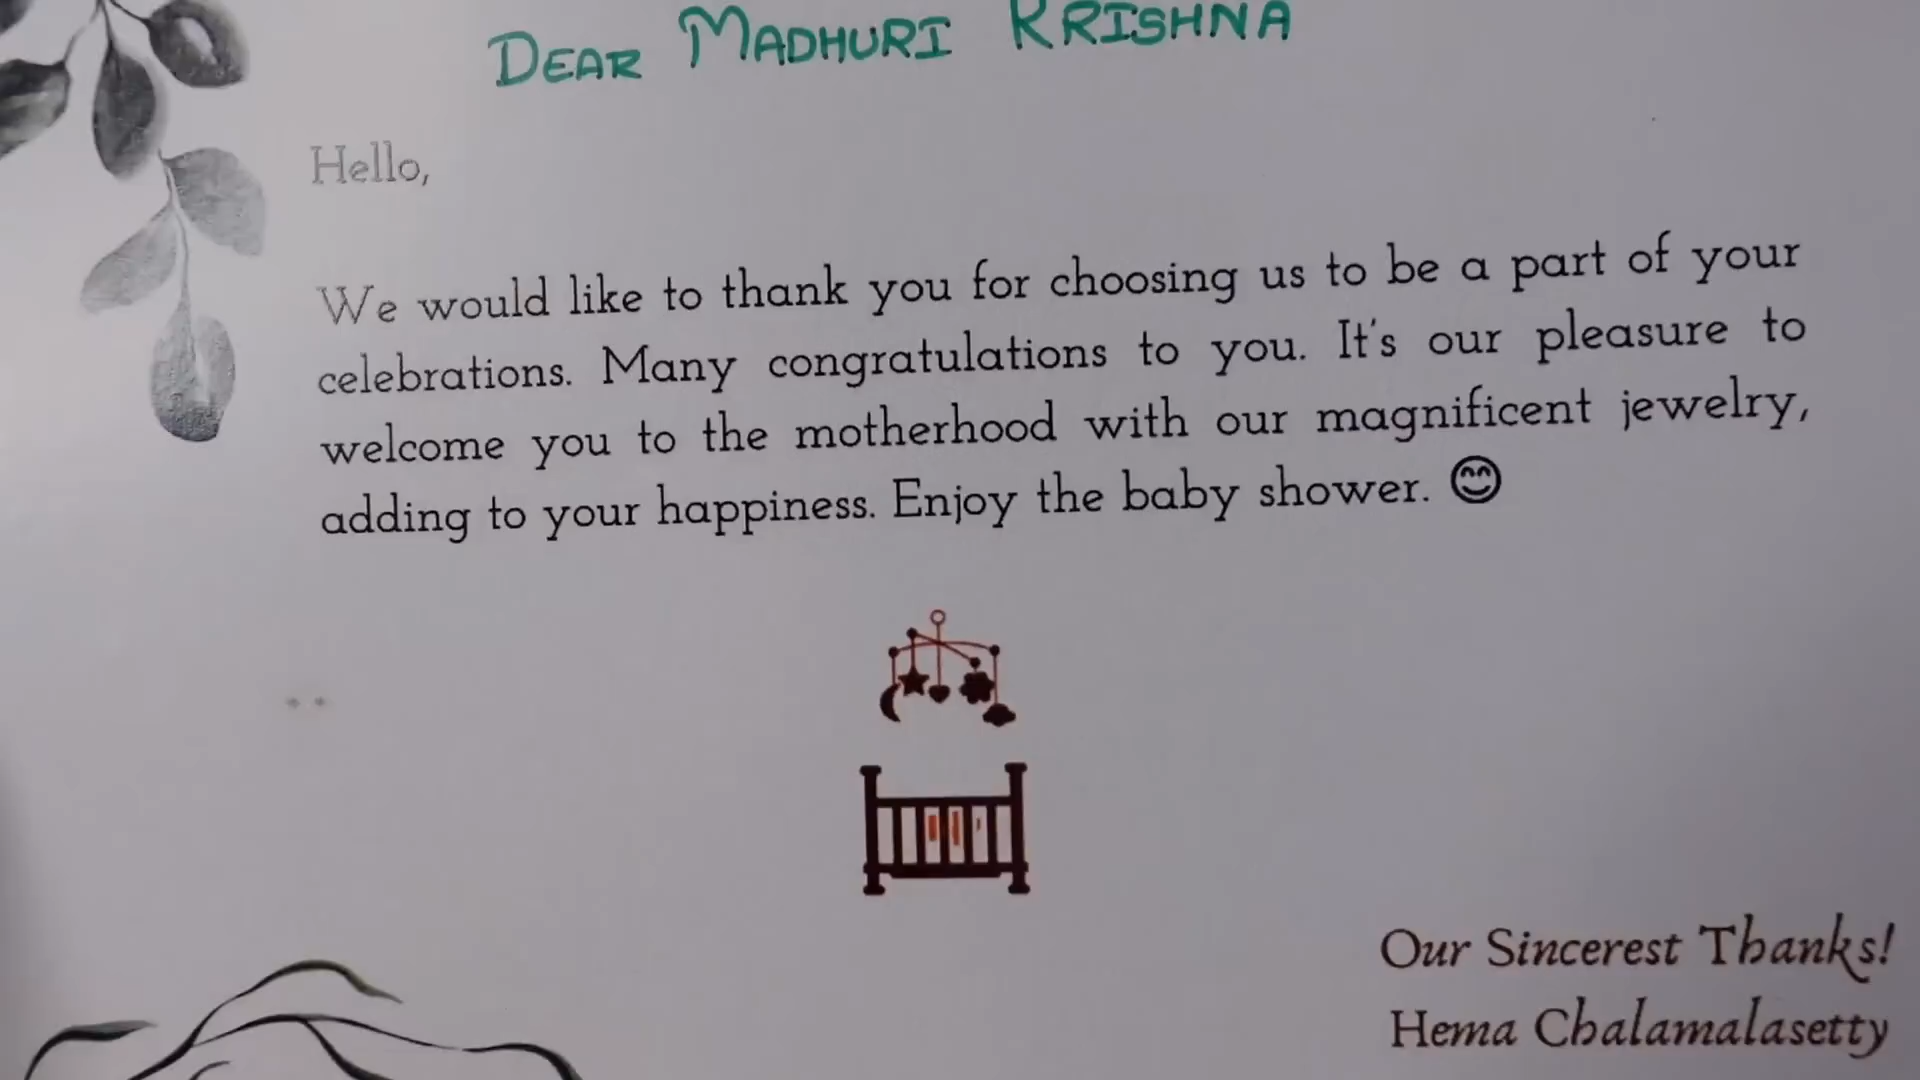 DEAR MADHURI KRISHNA
Hello,
We would like to thank you for choosing us to be a part of your
celebrations. Many congratulations to you. It's our pleasure to
welcome you to the motherhood with our magnificent jewelry,
adding to your happiness. Enjoy the baby shower. 😊
Our Sincerest Thanks!
Hema Chalamalasetty